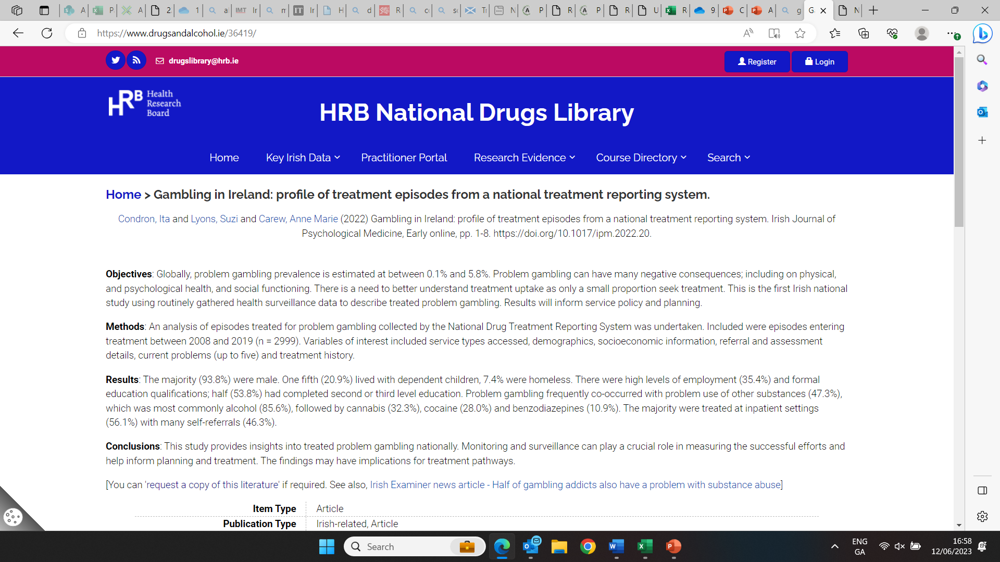 A P A 2 1 a IMT Ir n IT Ir H d R c s Ti N P R P R U R 9 C A g G N
https://www.drugsandalcohol.ie/36419/
drugslibrary@hrb.ie
Register
Login
HRB Health
Research
Board
HRB National Drugs Library
Home Key Irish Data Practitioner Portal Research Evidence Course Directory Search
Home > Gambling in Ireland: profile of treatment episodes from a national treatment reporting system.
Condron, Ita and Lyons, Suzi and Carew, Anne Marie (2022) Gambling in Ireland: profile of treatment episodes from a national treatment reporting system. Irish Journal of
Psychological Medicine, Early online, pp. 1-8. https://doi.org/10.1017/ipm.2022.20.
Objectives: Globally, problem gambling prevalence is estimated at between 0.1% and 5.8%. Problem gambling can have many negative consequences; including on physical,
and psychological health, and social functioning. There is a need to better understand treatment uptake as only a small proportion seek treatment. This is the first Irish national
study using routinely gathered health surveillance data to describe treated problem gambling. Results will inform service policy and planning.
Methods: An analysis of episodes treated for problem gambling collected by the National Drug Treatment Reporting System was undertaken. Included were episodes entering
treatment between 2008 and 2019 (n = 2999). Variables of interest included service types accessed, demographics, socioeconomic information, referral and assessment
details, current problems (up to five) and treatment history.
Results: The majority (93.8%) were male. One fifth (20.9%) lived with dependent children, 7.4% were homeless. There were high levels of employment (35.4%) and formal
education qualifications; half (53.8%) had completed second or third level education. Problem gambling frequently co-occurred with problem use of other substances (47.3%),
which was most commonly alcohol (85.6%), followed by cannabis (32.3%), cocaine (28.0%) and benzodiazepines (10.9%). The majority were treated at inpatient settings
(56.1%) with many self-referrals (46.3%).
Conclusions: This study provides insights into treated problem gambling nationally. Monitoring and surveillance can play a crucial role in measuring the successful efforts and
help inform planning and treatment. The findings may have implications for treatment pathways.
[You can 'request a copy of this literature' if required. See also, Irish Examiner news article - Half of gambling addicts also have a problem with substance abuse]
Item Type Article
Publication Type Irish-related, Article
Search
ENG
GA
16:58
12/06/2023